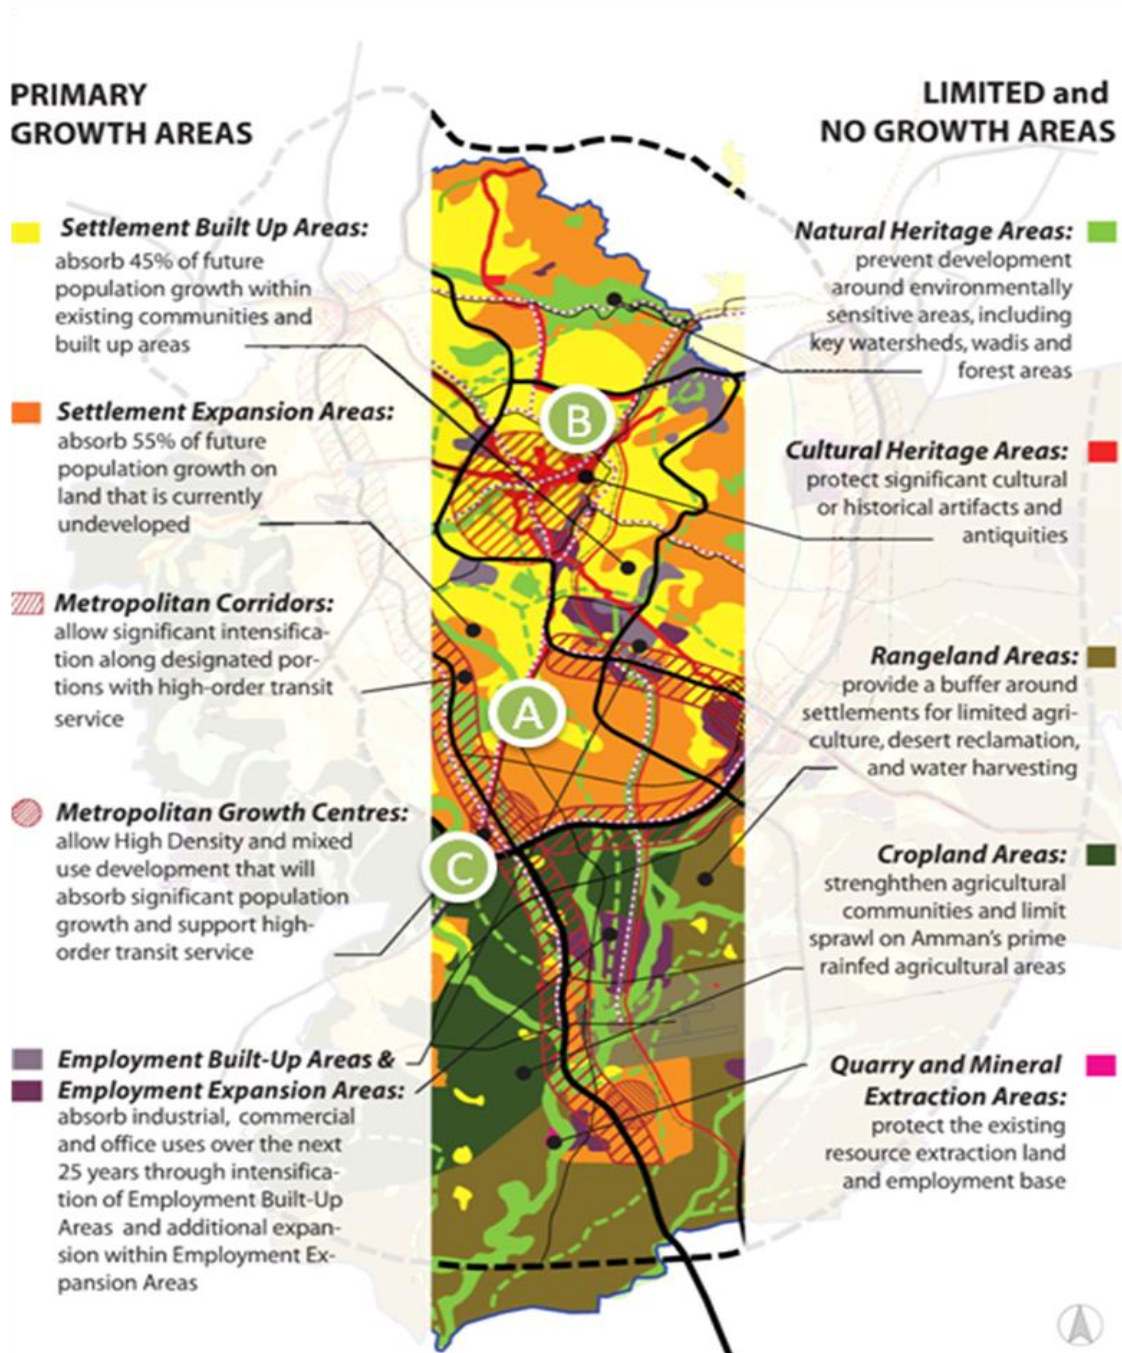 PRIMARY
GROWTH AREAS
Settlement Built Up Areas:
absorb 45% of future
population growth within
existing communities and
built up areas
Settlement Expansion Areas:
absorb 55% of future
population growth on
land that is currently
undeveloped
Metropolitan Corridors:
allow significant intensifica-
tion along designated por-
tions with high-order transit
service
Metropolitan Growth Centres:
allow High Density and mixed
use development that will
absorb significant population
growth and support high-
order transit service
Employment Built-Up Areas &
Employment Expansion Areas:
absorb industrial, commercial
and office uses over the next
25 years through intensifica-
tion of Employment Built-Up
Areas and additional expan-
sion within Employment Ex-
pansion Areas
B
A
C
LIMITED and
NO GROWTH AREAS
Natural Heritage Areas:
prevent development
around environmentally
sensitive areas, including
key watersheds, wadis and
forest areas
Cultural Heritage Areas:
protect significant cultural
or historical artifacts and
antiquities
Rangeland Areas:
provide a buffer around
settlements for limited agri-
culture, desert reclamation,
and water harvesting
Cropland Areas:
strenghthen agricultural
communities and limit
sprawl on Amman's prime
rainfed agricultural areas
Quarry and Mineral
Extraction Areas:
protect the existing
resource extraction land
and employment base